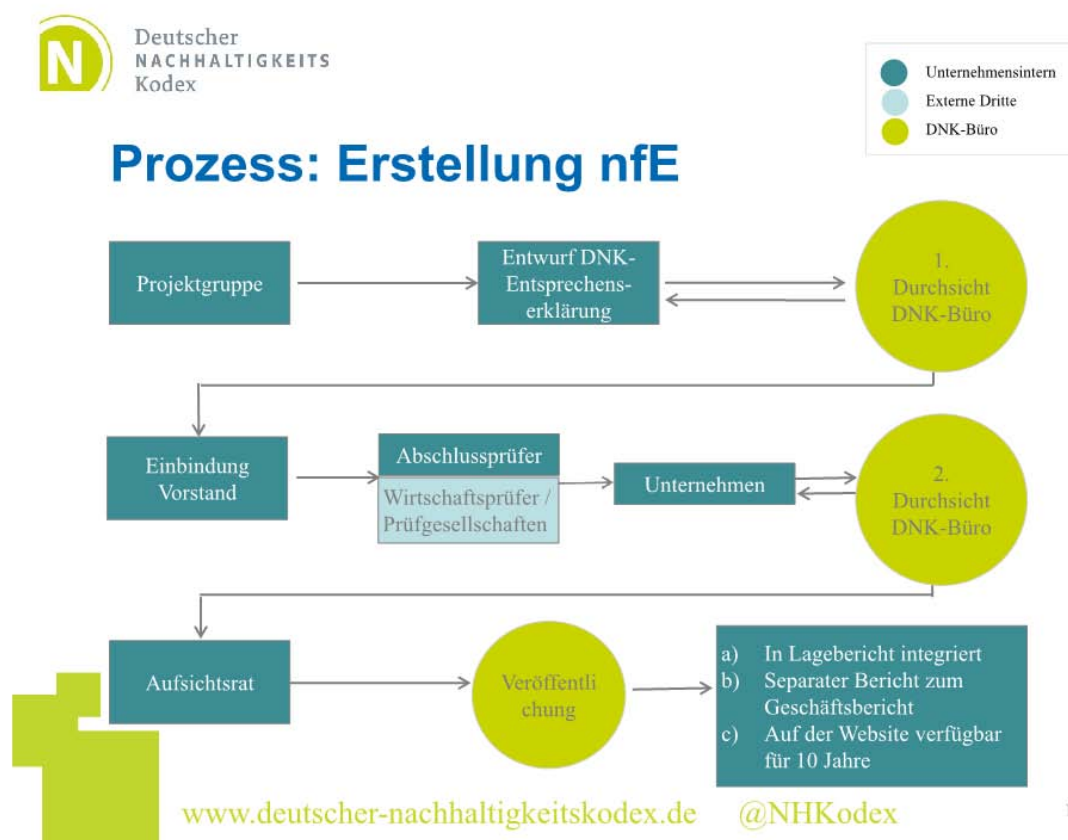 N
Deutscher
NACHHALTIGKEITS
Kodex
Unternehmensintern
Externe Dritte
DNK-Büro
Prozess: Erstellung nfE
Projektgruppe
Entwurf DNK-
Entsprechens-
erklärung
1.
Durchsicht
DNK-Büro
Einbindung
Vorstand
Abschlussprüfer
Wirtschaftsprüfer /
Prüfgesellschaften
Unternehmen
2.
Durchsicht
DNK-Büro
Aufsichtsrat
Veröffentli
chung
a) In Lagebericht integriert
b) Separater Bericht zum
Geschäftsbericht
c) Auf der Website verfügbar
für 10 Jahre
www.deutscher-nachhaltigkeitskodex.de @NHKodex